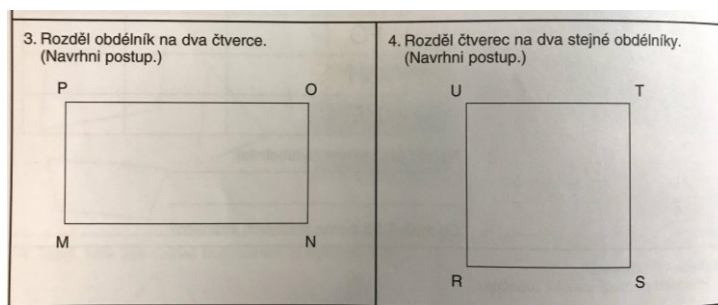 3. Rozděl obdélník na dva čtverce.
(Navrhni postup.)
P O
M N
4. Rozděl čtverec na dva stejné obdélníky.
(Navrhni postup.)
U T
R S